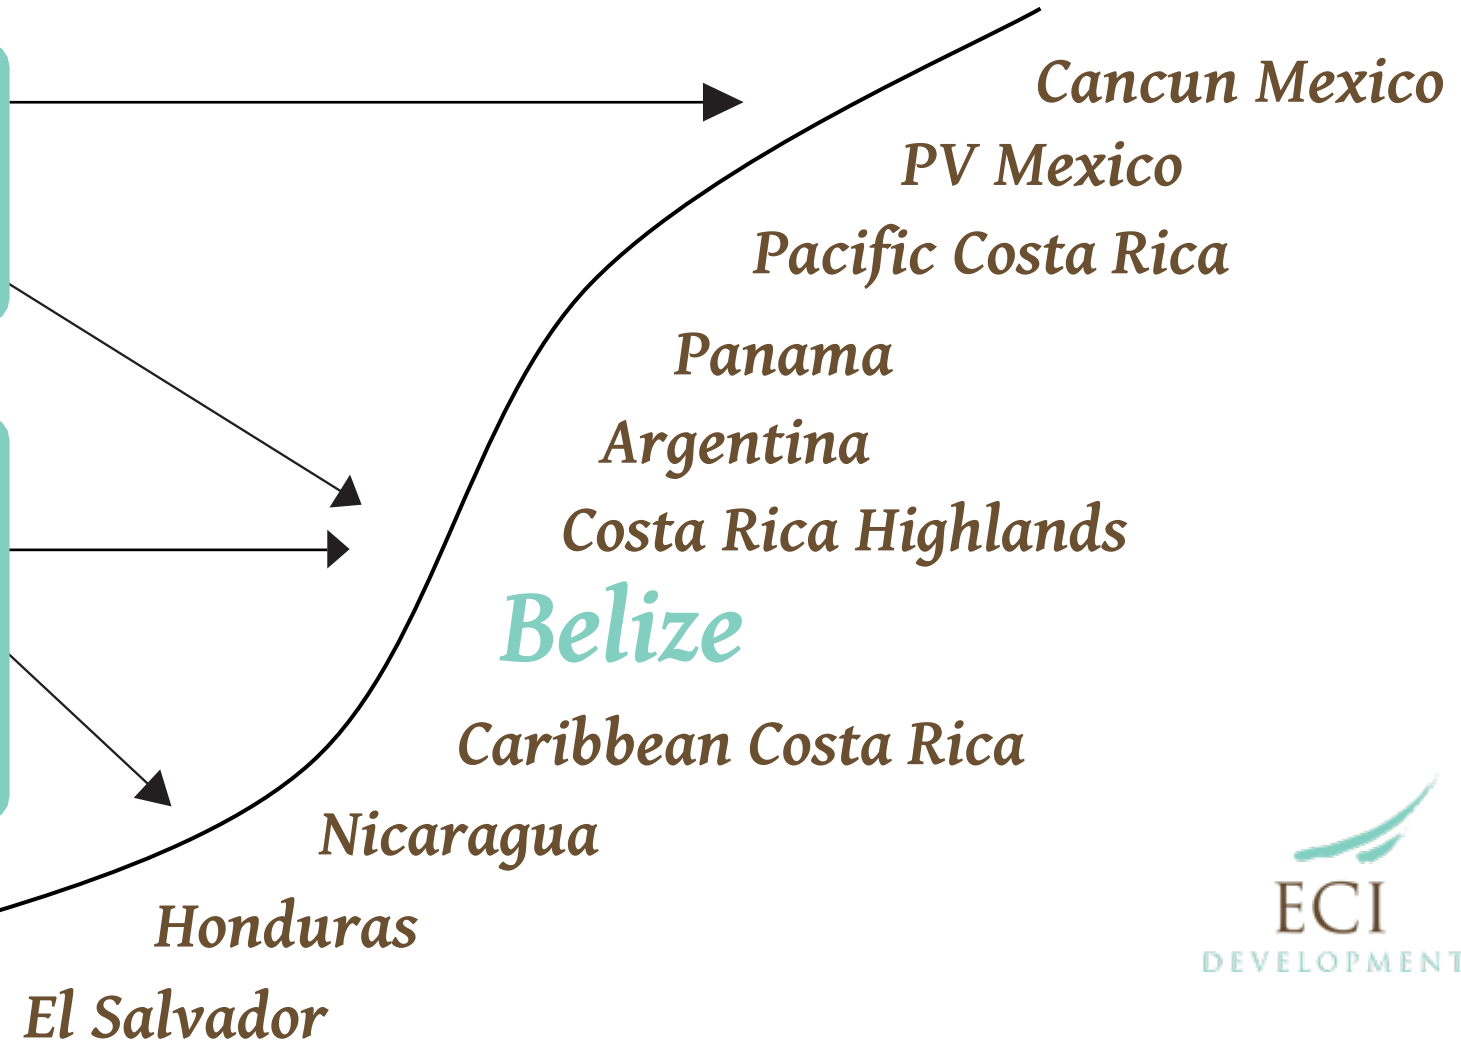 Cancun Mexico
PV Mexico
Pacific Costa Rica
Panama
Argentina
Costa Rica Highlands
Belize
Caribbean Costa Rica
Nicaragua
Honduras
El Salvador
ECI
DEVELOPMENT